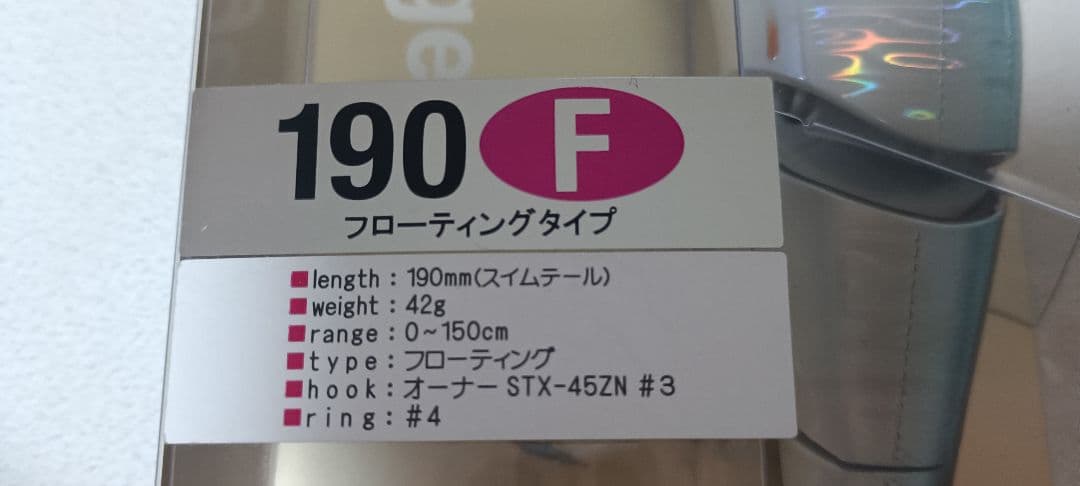 ge
190 F
フローティングタイプ
■length：190mm(スイムテール)
■weight：42g
■range：0~150cm
■type：フローティング
■hook：オーナー STX-45ZN #3
■ring：#4